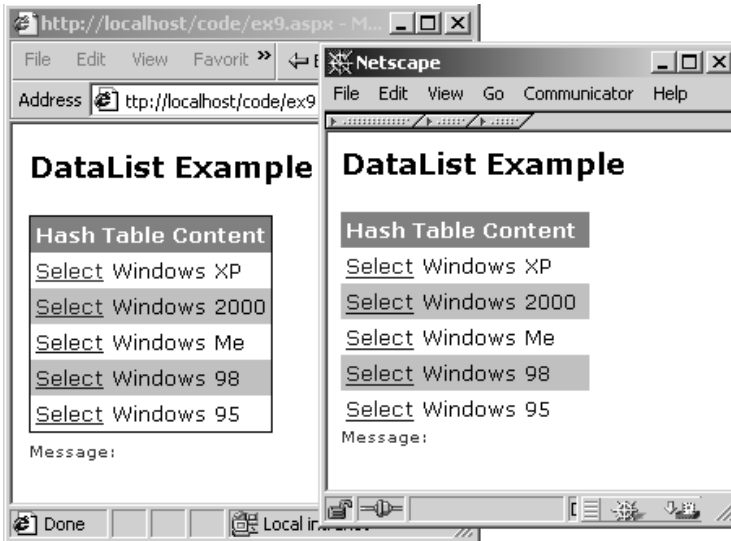 http://localhost/code/ex9.aspx - M...
File Edit View Favorit »
Address ttp://localhost/code/ex9
DataList Example
Hash Table Content
Select Windows XP
Select Windows 2000
Select Windows Me
Select Windows 98
Select Windows 95
Message:
Done
Local
Netscape
File Edit View Go Communicator Help
DataList Example
Hash Table Content
Select Windows XP
Select Windows 2000
Select Windows Me
Select Windows 98
Select Windows 95
Message: